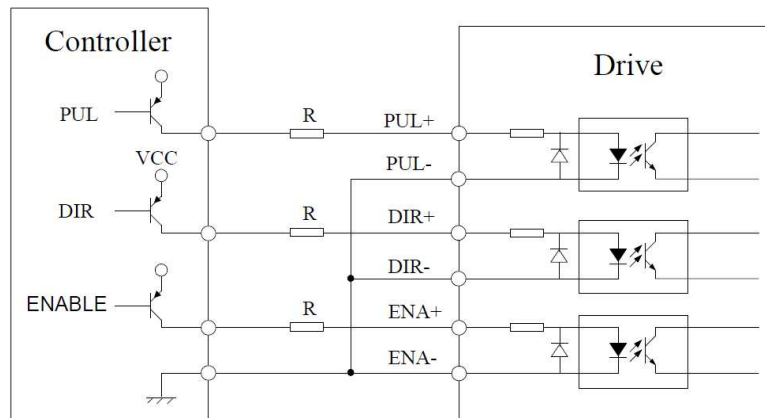 Controller
Drive
PUL
R
PUL+
VCC
PUL-
DIR
R
DIR+
DIR-
ENABLE
R
ENA+
ENA-